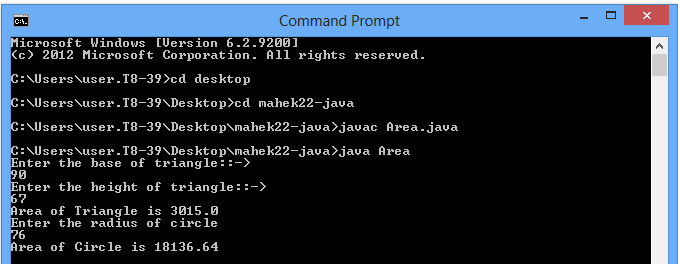 Command Prompt
Microsoft Windows [Version 6.2.9200]
(c) 2012 Microsoft Corporation. All rights reserved.
C:\Users\user.T8-39>cd desktop
C:\Users\user.T8-39\Desktop>cd mahek22-java
C:\Users\user.T8-39\Desktop\mahek22-java>javac Area.java
C:\Users\user.T8-39\Desktop\mahek22-java>java Area
Enter the base of triangle::->
90
Enter the height of triangle::->
67
Area of Triangle is 3015.0
Enter the radius of circle
76
Area of Circle is 18136.64